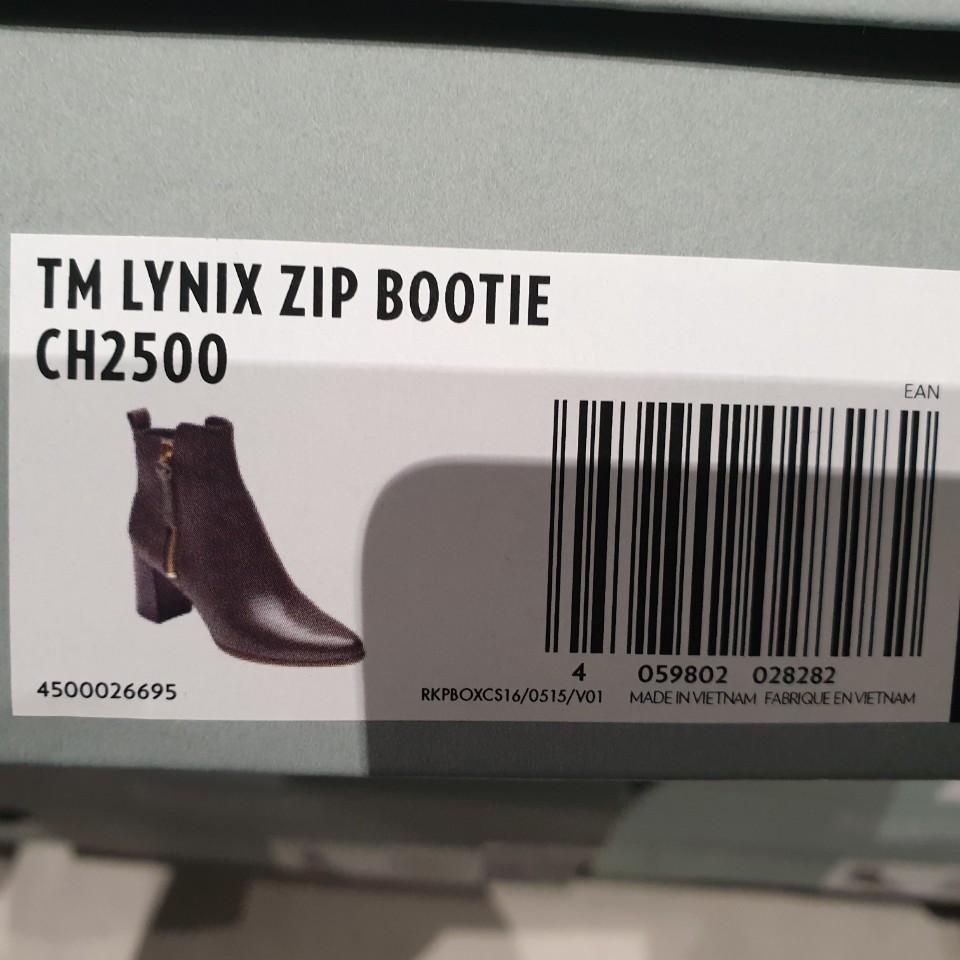 TM LYNIX ZIP BOOTIE
CH2500
EAN
4 059802 028282
4500026695
RKPBOXCS16/0515/V01 MADE IN VIETNAM FABRIQUE EN VIETNAM